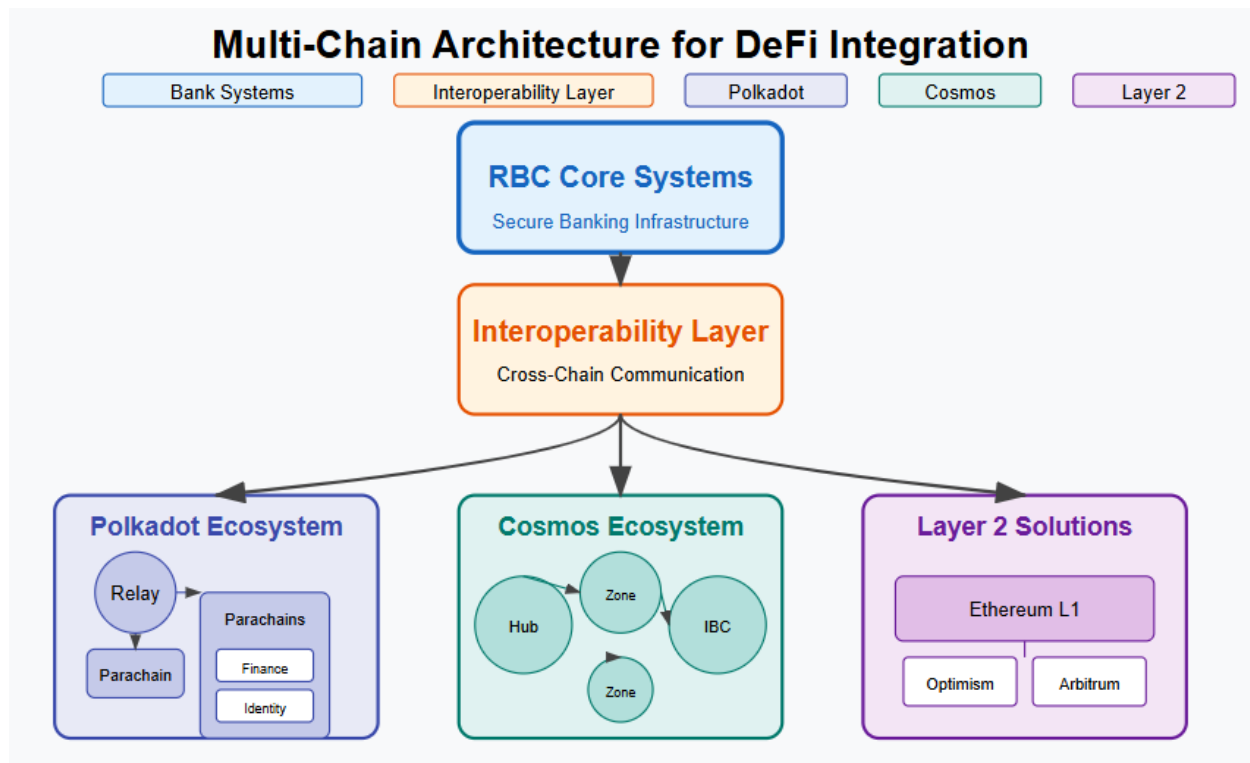 Multi-Chain Architecture for DeFi Integration
Bank Systems
Interoperability Layer
Polkadot
Cosmos
Layer 2
RBC Core Systems
Secure Banking Infrastructure
Interoperability Layer
Cross-Chain Communication
Polkadot Ecosystem
Relay
Parachains
Parachain
Finance
Identity
Cosmos Ecosystem
Hub
Zone
IBC
Zone
Layer 2 Solutions
Ethereum L1
Optimism
Arbitrum